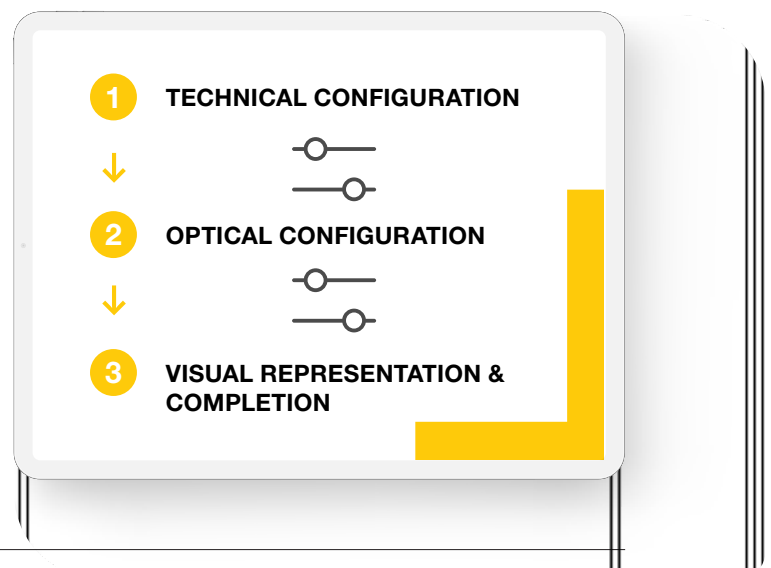 1 TECHNICAL CONFIGURATION
2 OPTICAL CONFIGURATION
3 VISUAL REPRESENTATION &
COMPLETION